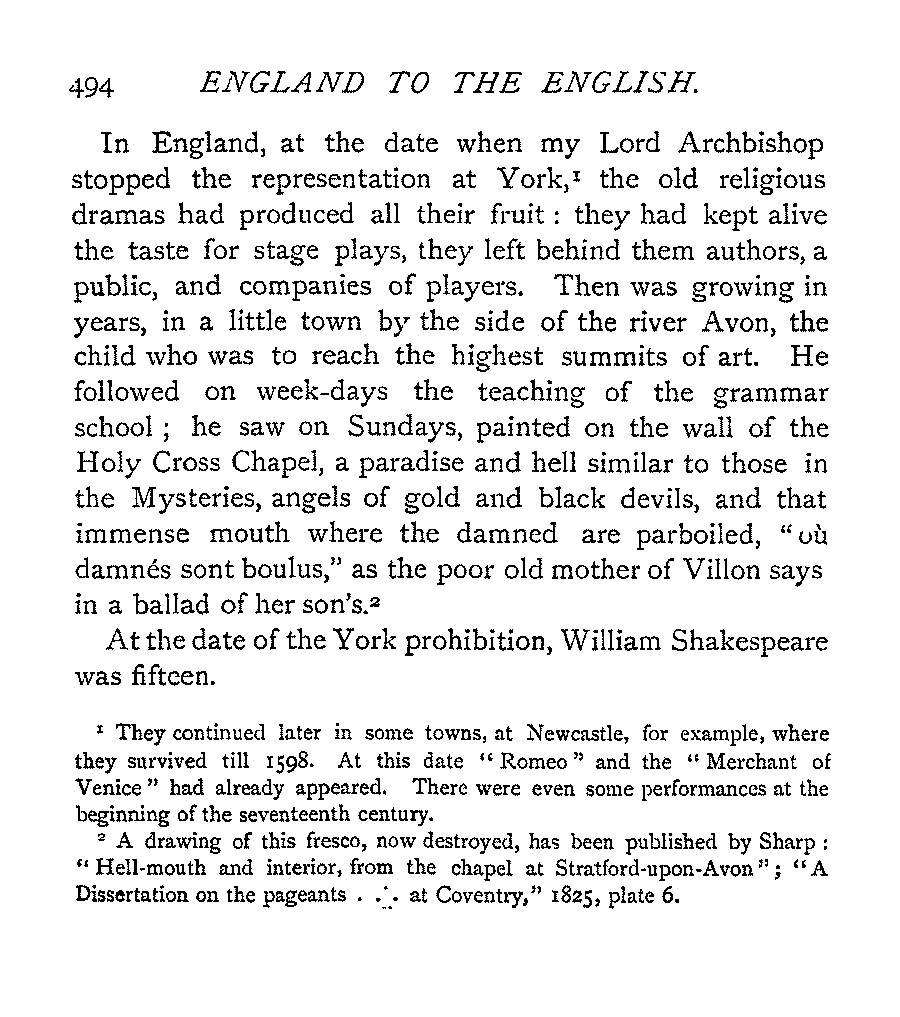 494 ENGLAND TO THE ENGLISH.
In England, at the date when my Lord Archbishop
stopped the representation at York,¹ the old religious
dramas had produced all their fruit : they had kept alive
the taste for stage plays, they left behind them authors, a
public, and companies of players. Then was growing in
years, in a little town by the side of the river Avon, the
child who was to reach the highest summits of art. He
followed on week-days the teaching of the grammar
school ; he saw on Sundays, painted on the wall of the
Holy Cross Chapel, a paradise and hell similar to those in
the Mysteries, angels of gold and black devils, and that
immense mouth where the damned are parboiled, “où
damnés sont boulus,” as the poor old mother of Villon says
in a ballad of her son's.²
At the date of the York prohibition, William Shakespeare
was fifteen.
¹ They continued later in some towns, at Newcastle, for example, where
they survived till 1598. At this date “Romeo” and the “Merchant of
Venice” had already appeared. There were even some performances at the
beginning of the seventeenth century.
² A drawing of this fresco, now destroyed, has been published by Sharp :
“Hell-mouth and interior, from the chapel at Stratford-upon-Avon”; “A
Dissertation on the pageants . . . at Coventry,” 1825, plate 6.